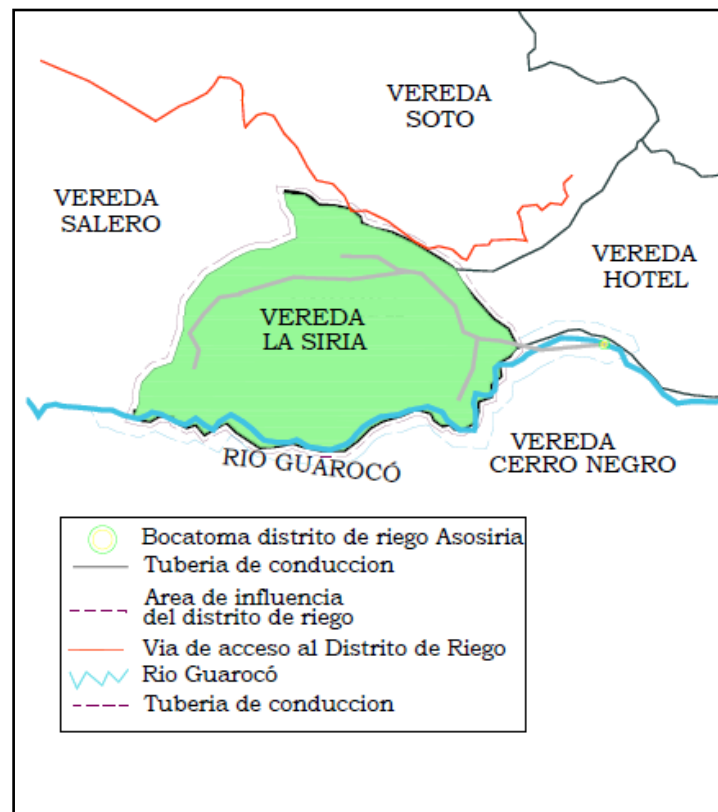 VEREDA
SOTO
VEREDA
SALERO
VEREDA
HOTEL
VEREDA
LA SIRIA
VEREDA
CERRO NEGRO
RIO GUAROCÓ
Bocatoma distrito de riego Asosiria
Tuberia de conduccion
Area de influencia
del distrito de riego
Via de acceso al Distrito de Riego
Rio Guarocó
Tuberia de conduccion